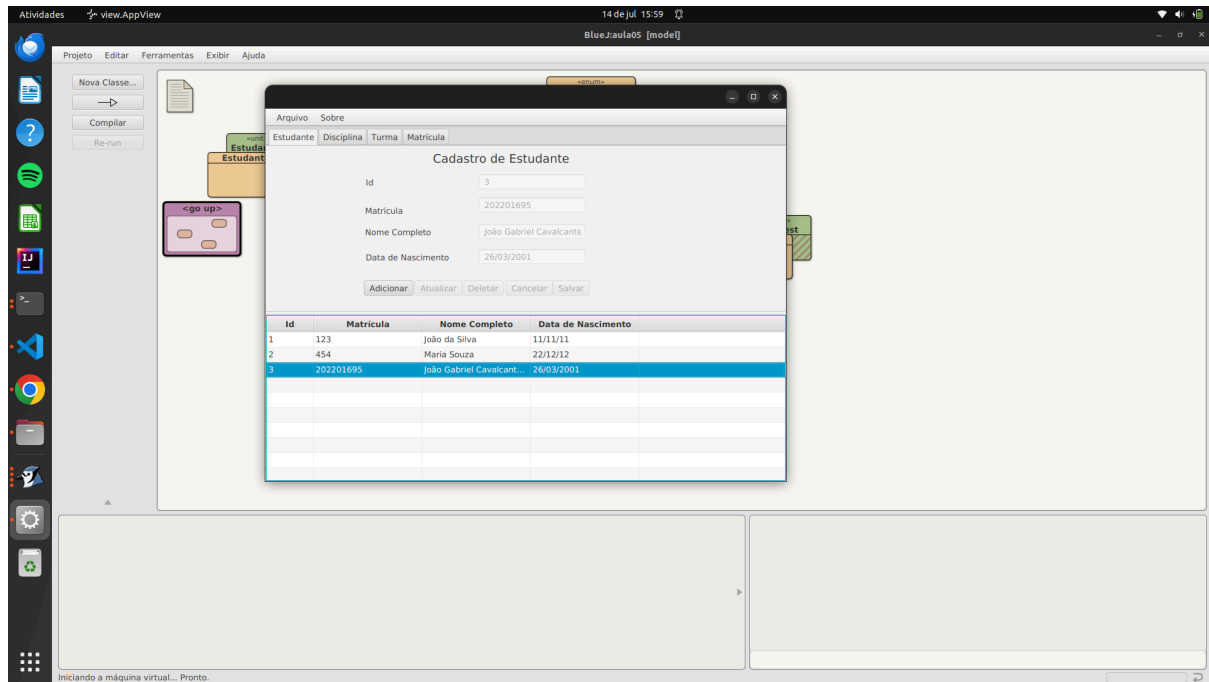 Atividades view.AppView 14 de jul 15:59
BlueJ:aula05 [model]
Projeto Editar Ferramentas Exibir Ajuda
Nova Classe...
Compilar
Re-run
«enum»
«unit
Estuda
Estudant
<go up>
est
Arquivo Sobre
Estudante Disciplina Turma Matrícula
Cadastro de Estudante
Id 3
Matrícula 202201695
Nome Completo João Gabriel Cavalcante
Data de Nascimento 26/03/2001
Adicionar Atualizar Deletar Cancelar Salvar
Id Matrícula Nome Completo Data de Nascimento
1 123 João da Silva 11/11/11
2 454 Maria Souza 22/12/12
3 202201695 João Gabriel Cavalcant... 26/03/2001
Iniciando a máquina virtual... Pronto.